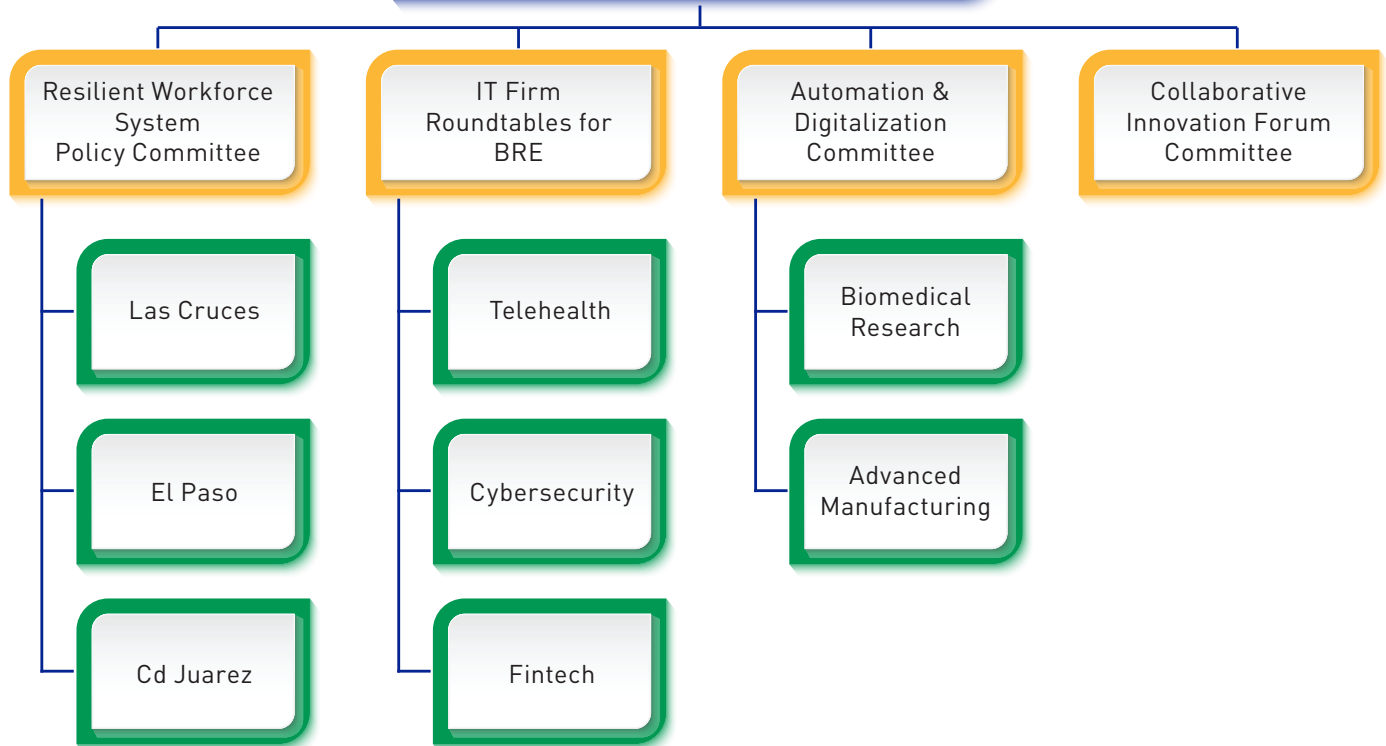 Resilient Workforce
System
Policy Committee
IT Firm
Roundtables for
BRE
Automation &
Digitalization
Committee
Collaborative
Innovation Forum
Committee
Las Cruces
El Paso
Cd Juarez
Telehealth
Cybersecurity
Fintech
Biomedical
Research
Advanced
Manufacturing